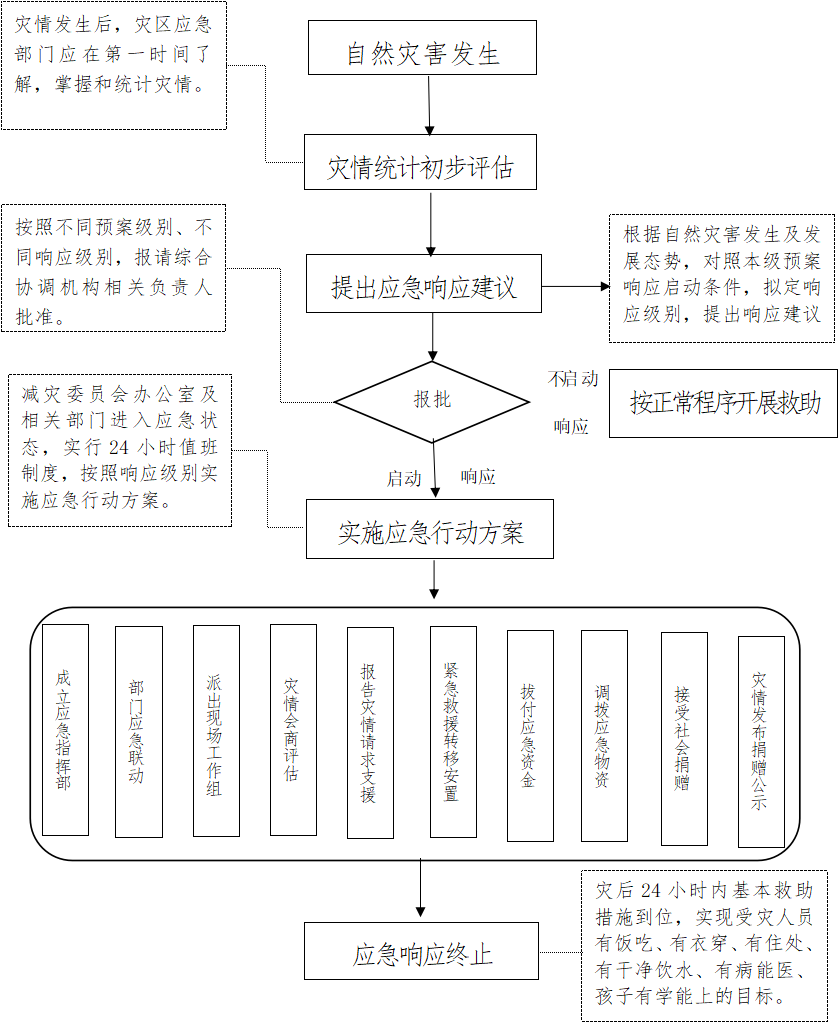 灾情发生后，灾区应急
部门应在第一时间了
解，掌握和统计灾情。
自然灾害发生
灾情统计初步评估
按照不同预案级别、不
同响应级别，报请综合
协调机构相关负责人
批准。
提出应急响应建议
根据自然灾害发生及发
展态势，对照本级预案
响应启动条件，拟定响
应级别，提出响应建议
减灾委员会办公室及
相关部门进入应急状
态，实行24小时值班
制度，按照响应级别实
施应急行动方案。
报批
不启动
响应
按正常程序开展救助
启动 响应
实施应急行动方案
成立应急指挥部
部门应急联动
派出现场工作组
灾情会商评估
报告灾情请求支援
紧急救援转移安置
拔付应急资金
调拨应急物资
接受社会捐赠
灾情发布捐赠公示
应急响应终止
灾后24小时内基本救助
措施到位，实现受灾人员
有饭吃、有衣穿、有住处、
有干净饮水、有病能医、
孩子有学能上的目标。